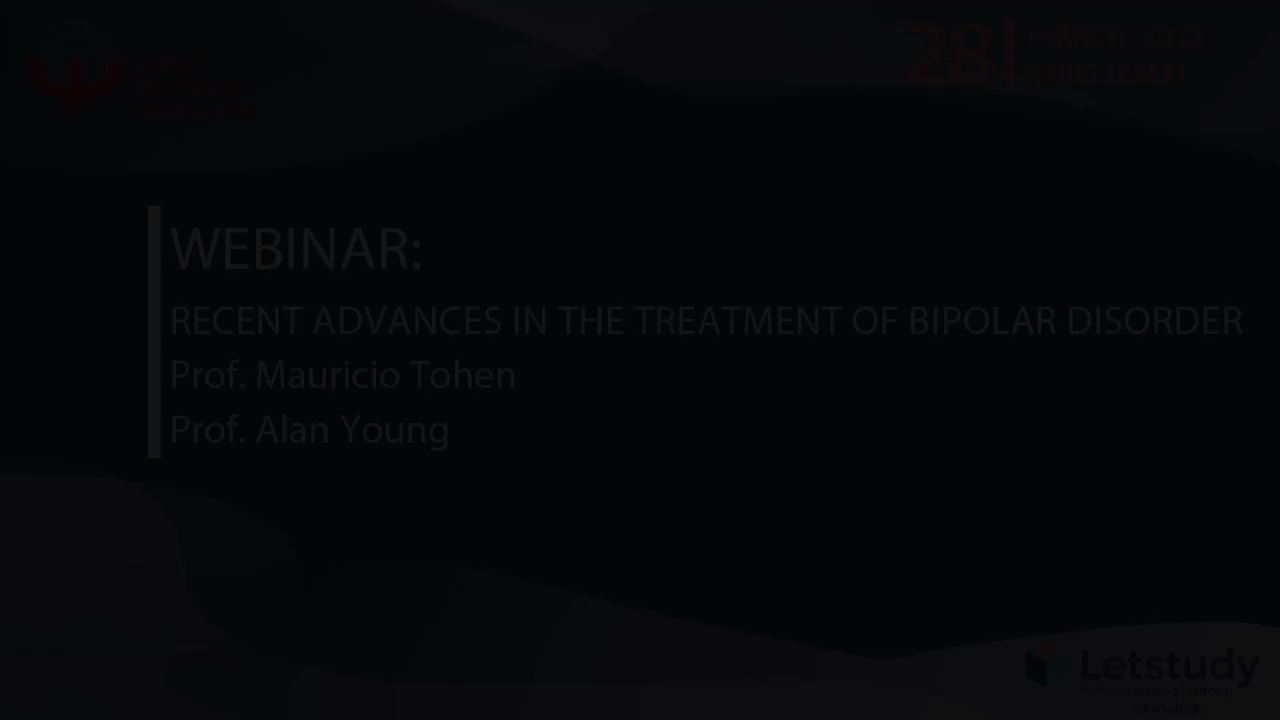 28
WEBINAR:
RECENT ADVANCES IN THE TREATMENT OF BIPOLAR DISORDER
Prof. Mauricio Tohen
Prof. Alan Young
Letstudy